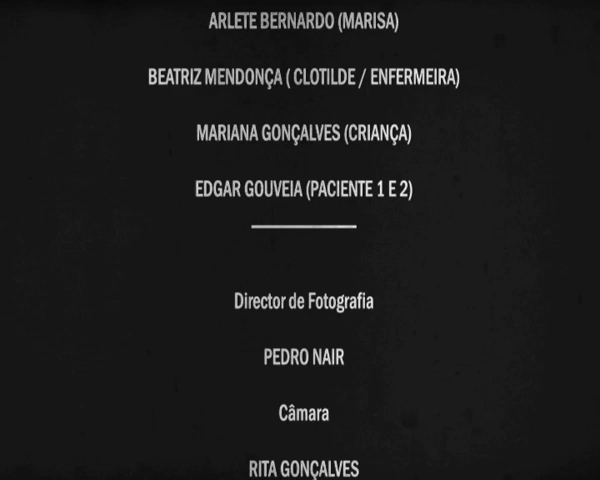 ARLETE BERNARDO (MARISA)
BEATRIZ MENDONÇA ( CLOTILDE / ENFERMEIRA)
MARIANA GONÇALVES (CRIANÇA)
EDGAR GOUVEIA (PACIENTE 1 E 2)
Director de Fotografia
PEDRO NAIR
Câmara
RITA GONÇALVES